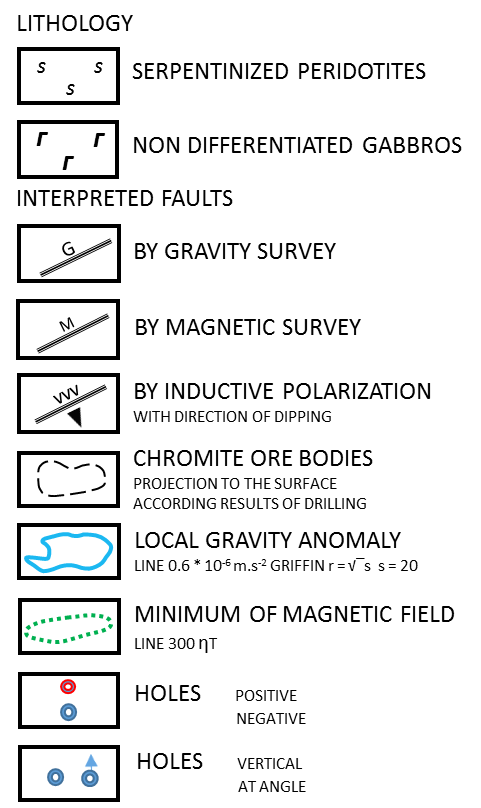 LITHOLOGY
s s
s
SERPENTINIZED PERIDOTITES
г г
г
NON DIFFERENTIATED GABBROS
INTERPRETED FAULTS
G
BY GRAVITY SURVEY
M
BY MAGNETIC SURVEY
VVV
BY INDUCTIVE POLARIZATION
WITH DIRECTION OF DIPPING
CHROMITE ORE BODIES
PROJECTION TO THE SURFACE
ACCORDING RESULTS OF DRILLING
LOCAL GRAVITY ANOMALY
LINE 0.6 * 10⁻⁶ m.s⁻² GRIFFIN r = √s s = 20
MINIMUM OF MAGNETIC FIELD
LINE 300 ηT
HOLES POSITIVE
NEGATIVE
HOLES VERTICAL
AT ANGLE